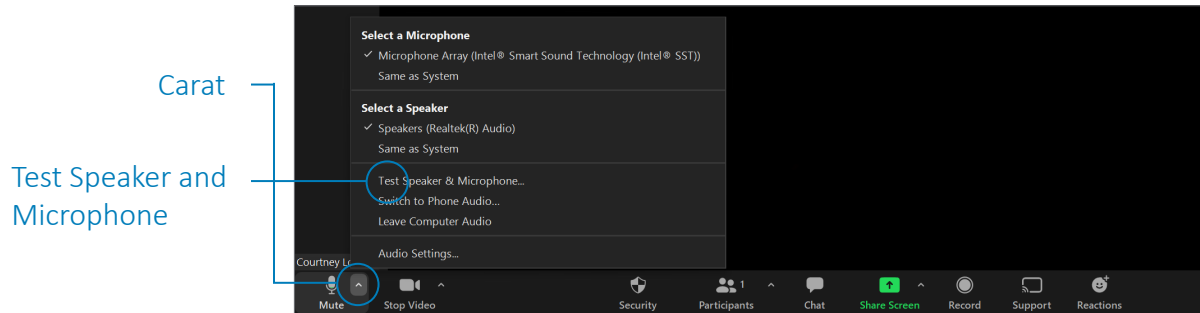 Carat
Test Speaker and
Microphone
Select a Microphone
✓ Microphone Array (Intel® Smart Sound Technology (Intel® SST))
Same as System
Select a Speaker
✓ Speakers (Realtek(R) Audio)
Same as System
Test Speaker & Microphone...
Switch to Phone Audio...
Leave Computer Audio
Audio Settings...
Courtney
Mute
Stop Video
Security
Participants 1
Chat
Share Screen
Record
Support
Reactions